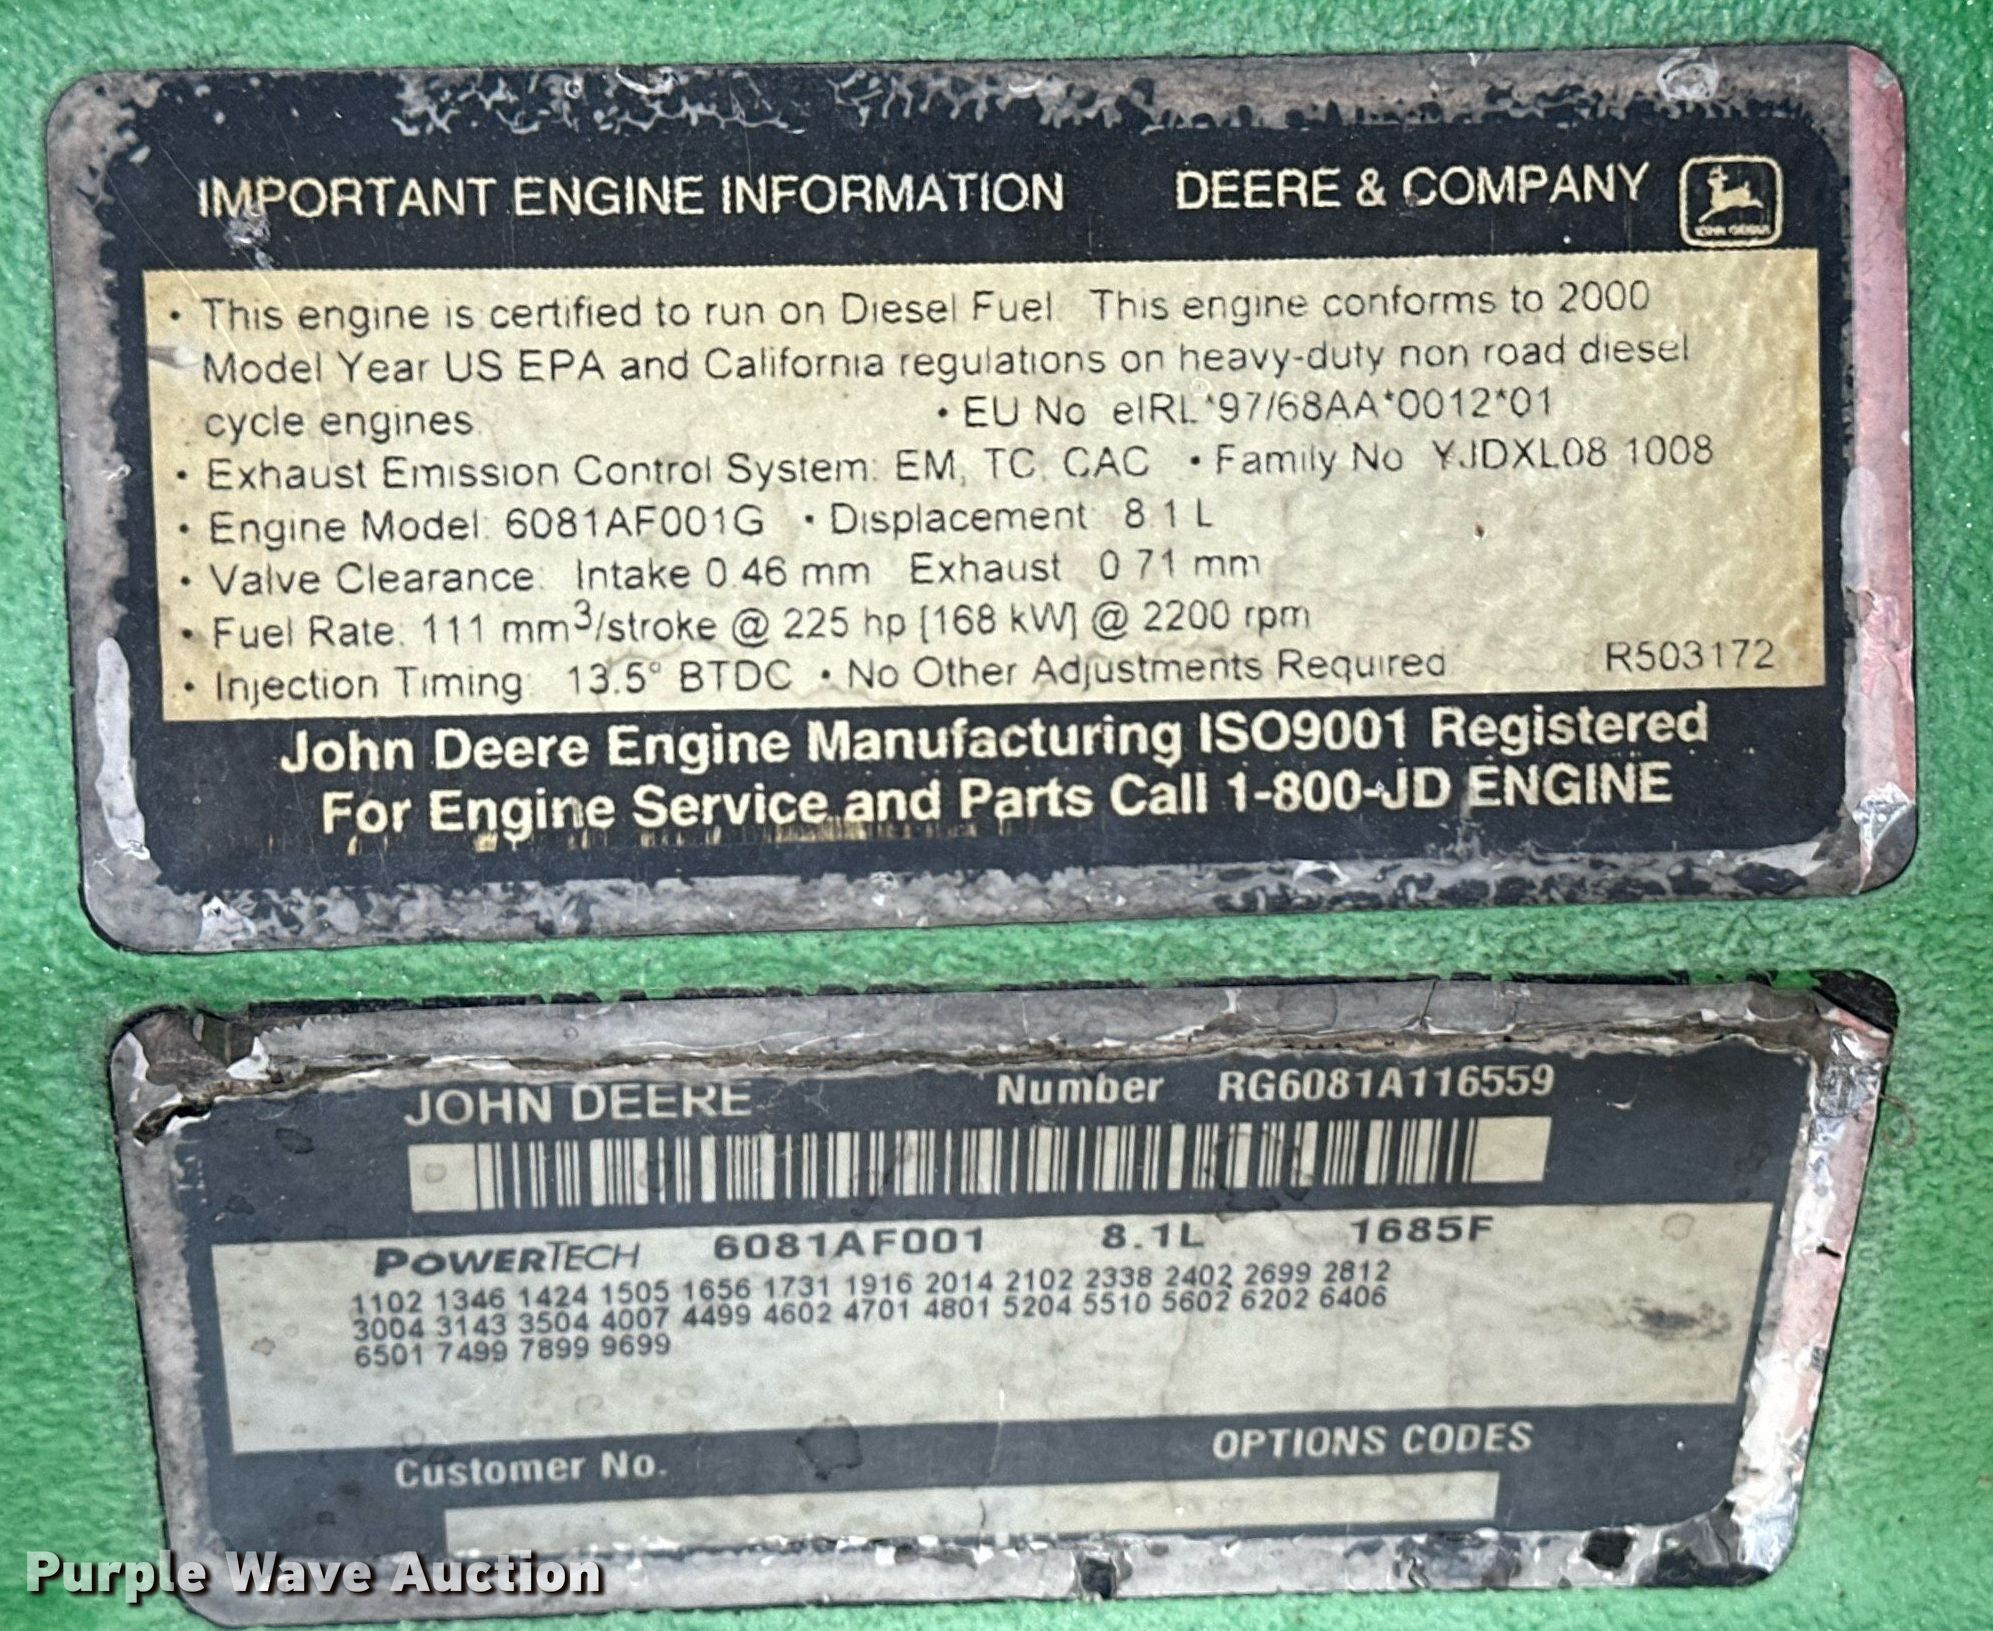 IMPORTANT ENGINE INFORMATION DEERE & COMPANY
JOHN DEERE
• This engine is certified to run on Diesel Fuel. This engine conforms to 2000
Model Year US EPA and California regulations on heavy-duty non road diesel
cycle engines. • EU No eIRL*97/68AA*0012*01
• Exhaust Emission Control System: EM, TC, CAC • Family No YJDXL08.1008
• Engine Model: 6081AF001G • Displacement 8.1 L
• Valve Clearance: Intake 0.46 mm Exhaust 0.71 mm
• Fuel Rate: 111 mm³/stroke @ 225 hp [168 kW] @ 2200 rpm
• Injection Timing: 13.5° BTDC • No Other Adjustments Required R503172
John Deere Engine Manufacturing ISO9001 Registered
For Engine Service and Parts Call 1-800-JD ENGINE
JOHN DEERE Number RG6081A116559
POWERTECH 6081AF001 8.1L 1685F
1102 1346 1424 1505 1656 1731 1916 2014 2102 2338 2402 2699 2812
3004 3143 3504 4007 4499 4602 4701 4801 5204 5510 5602 6202 6406
6501 7499 7899 9699
Customer No. OPTIONS CODES
Purple Wave Auction